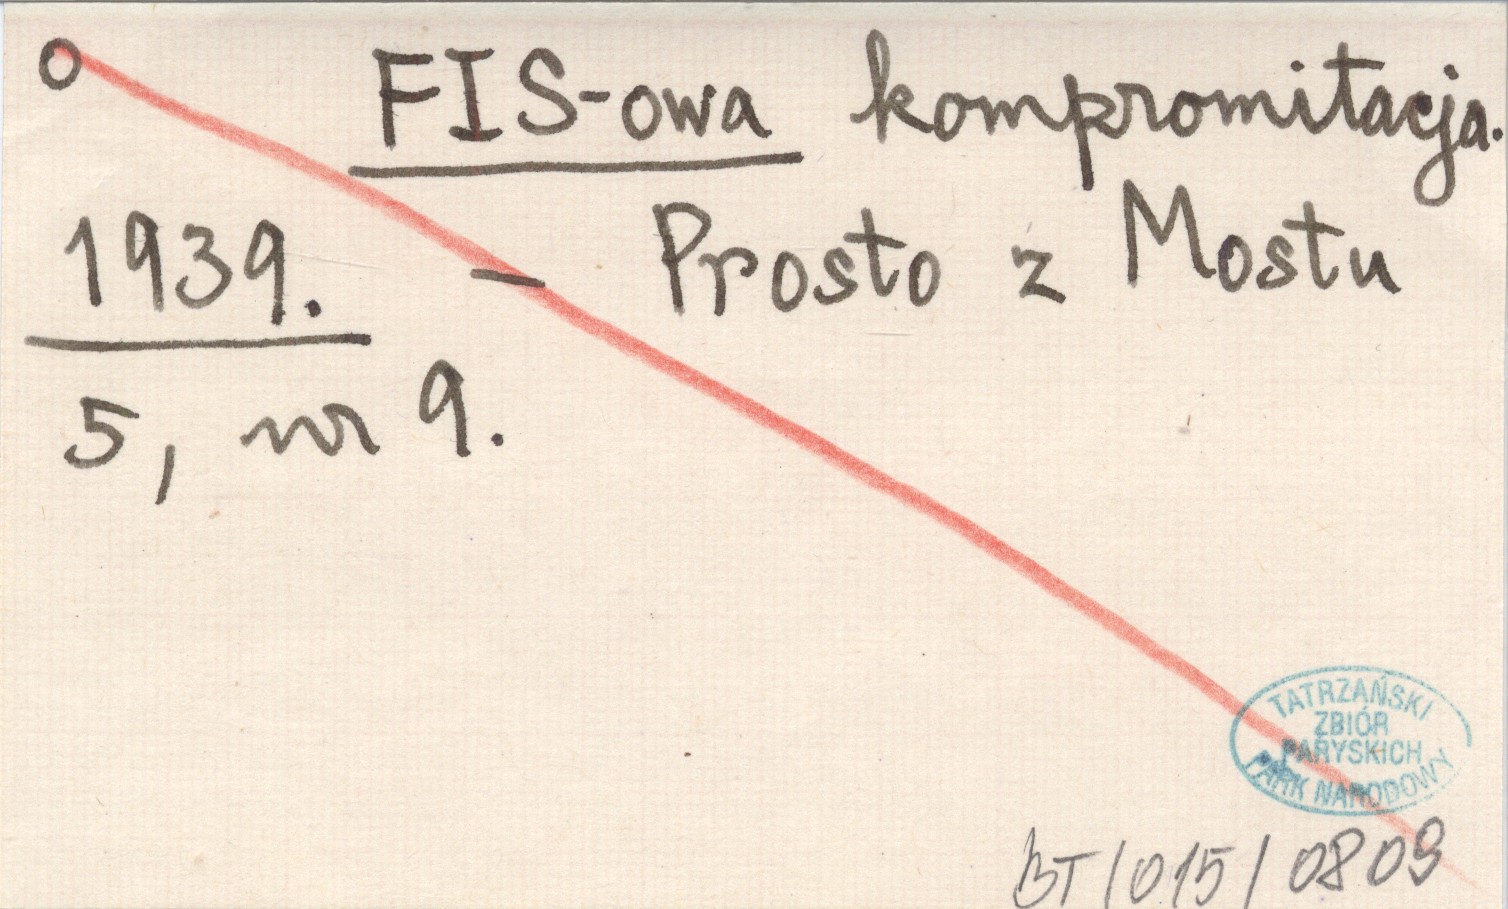 o FIS-owa kompromitacja.
1939. – Prosto z Mostu
5, nr 9.
TATRZAŃSKI
ZBIÓR
PARYSKICH
PARK NARODOWY
BT/015/0809